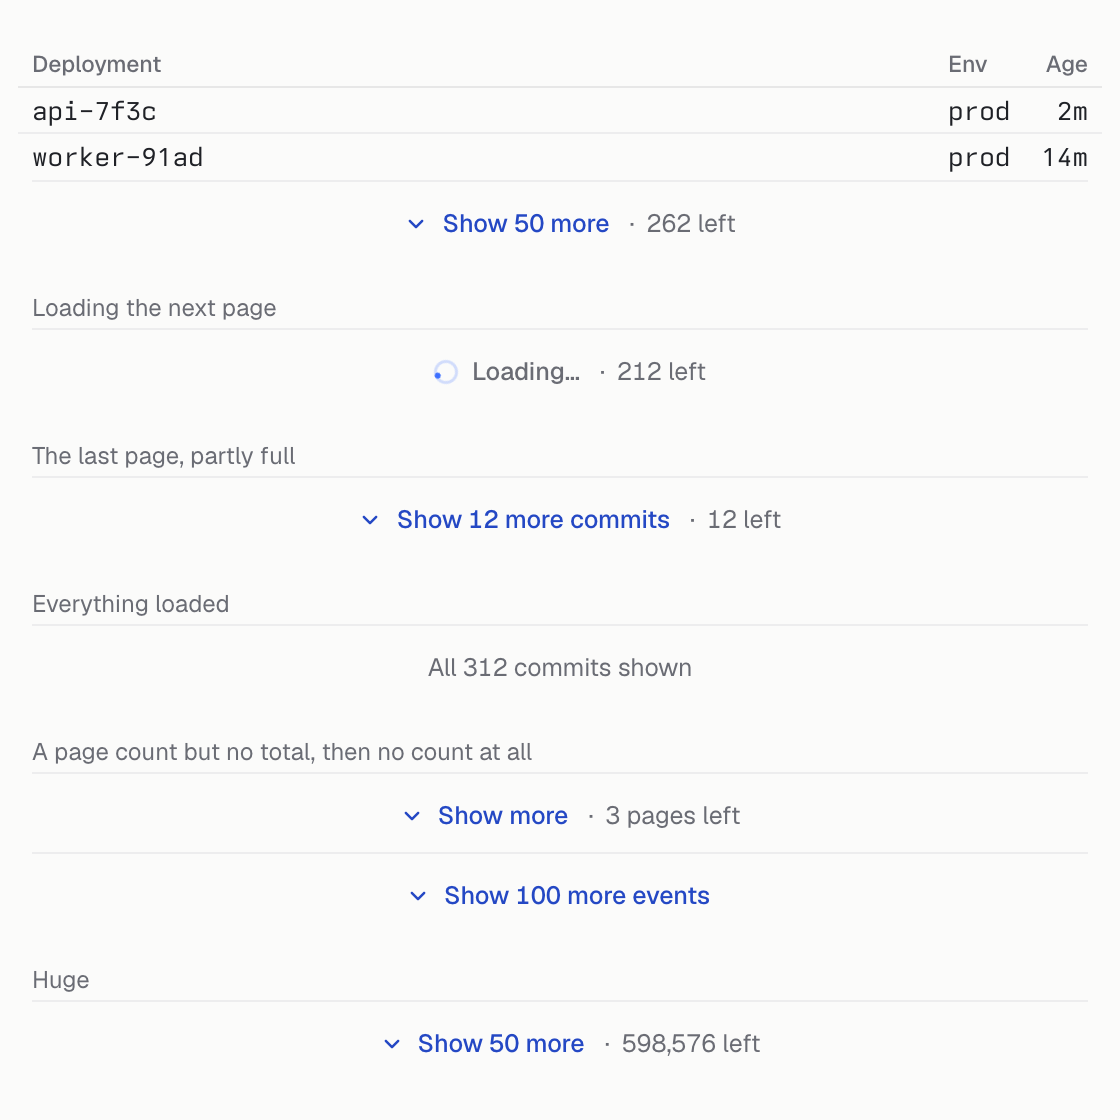 Deployment Env Age
api-7f3c prod 2m
worker-91ad prod 14m
Show 50 more · 262 left
Loading the next page
Loading… · 212 left
The last page, partly full
Show 12 more commits · 12 left
Everything loaded
All 312 commits shown
A page count but no total, then no count at all
Show more · 3 pages left
Show 100 more events
Huge
Show 50 more · 598,576 left